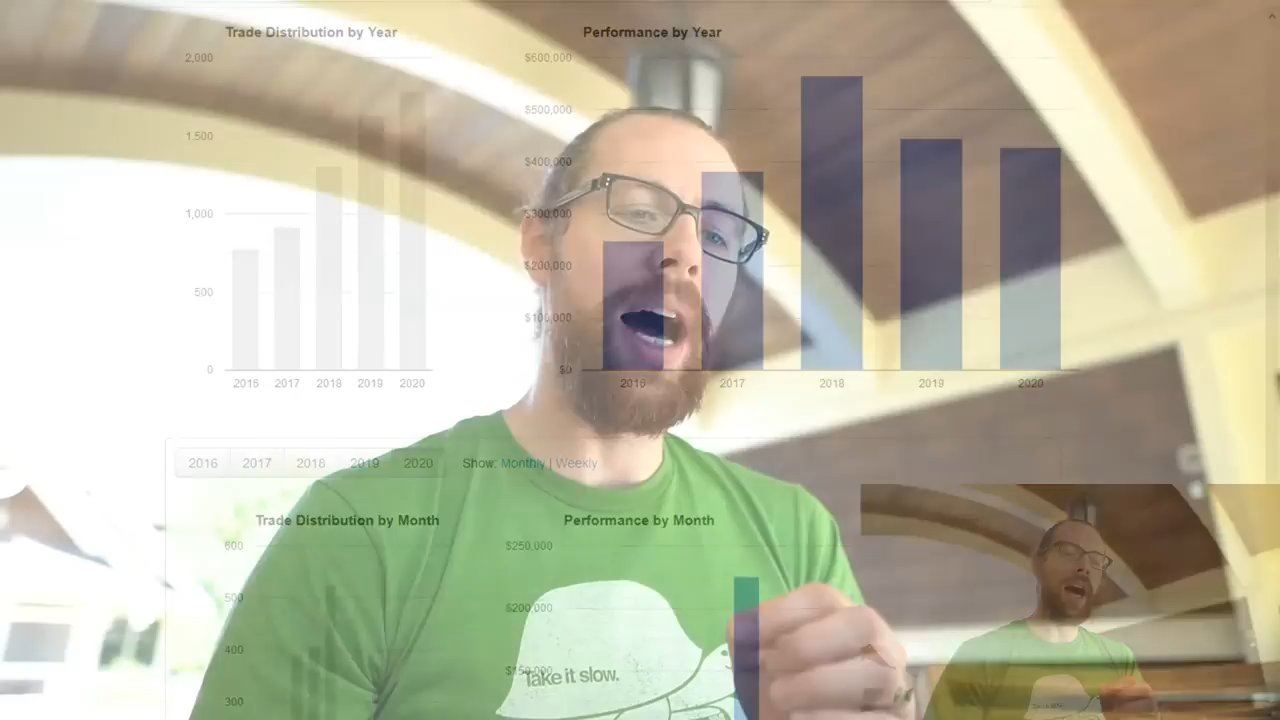 Trade Distribution by Year
2,000
1,500
1,000
500
0
2016 2017 2018 2019 2020
Performance by Year
$600,000
$500,000
$400,000
$300,000
$200,000
$100,000
$0
2016 2017 2018 2019 2020
2016 2017 2018 2019 2020 Show: Monthly | Weekly
Trade Distribution by Month
600
500
400
300
Performance by Month
$250,000
$200,000
$150,000
Take it slow.